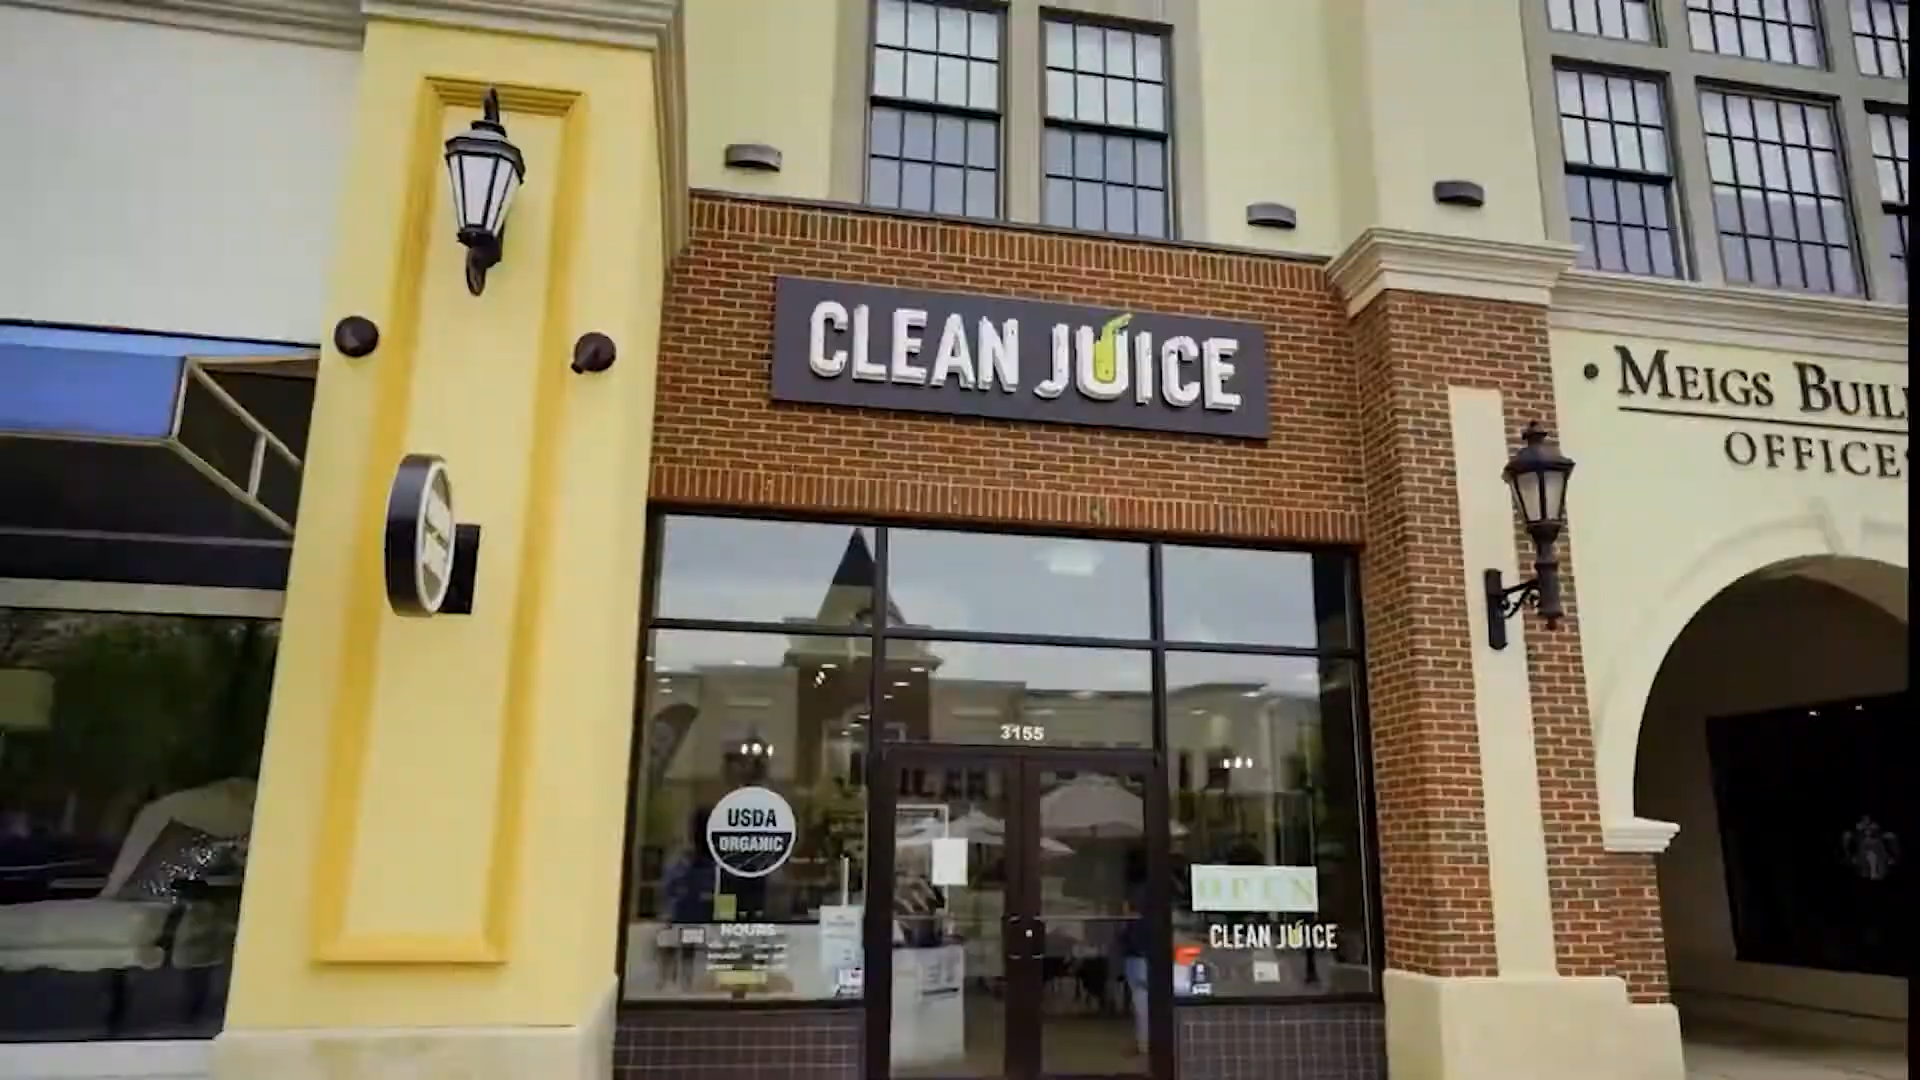 CLEAN JUICE
• MEIGS BUIL
OFFICE
3155
USDA
ORGANIC
OPEN
HOURS
CLEAN JUICE